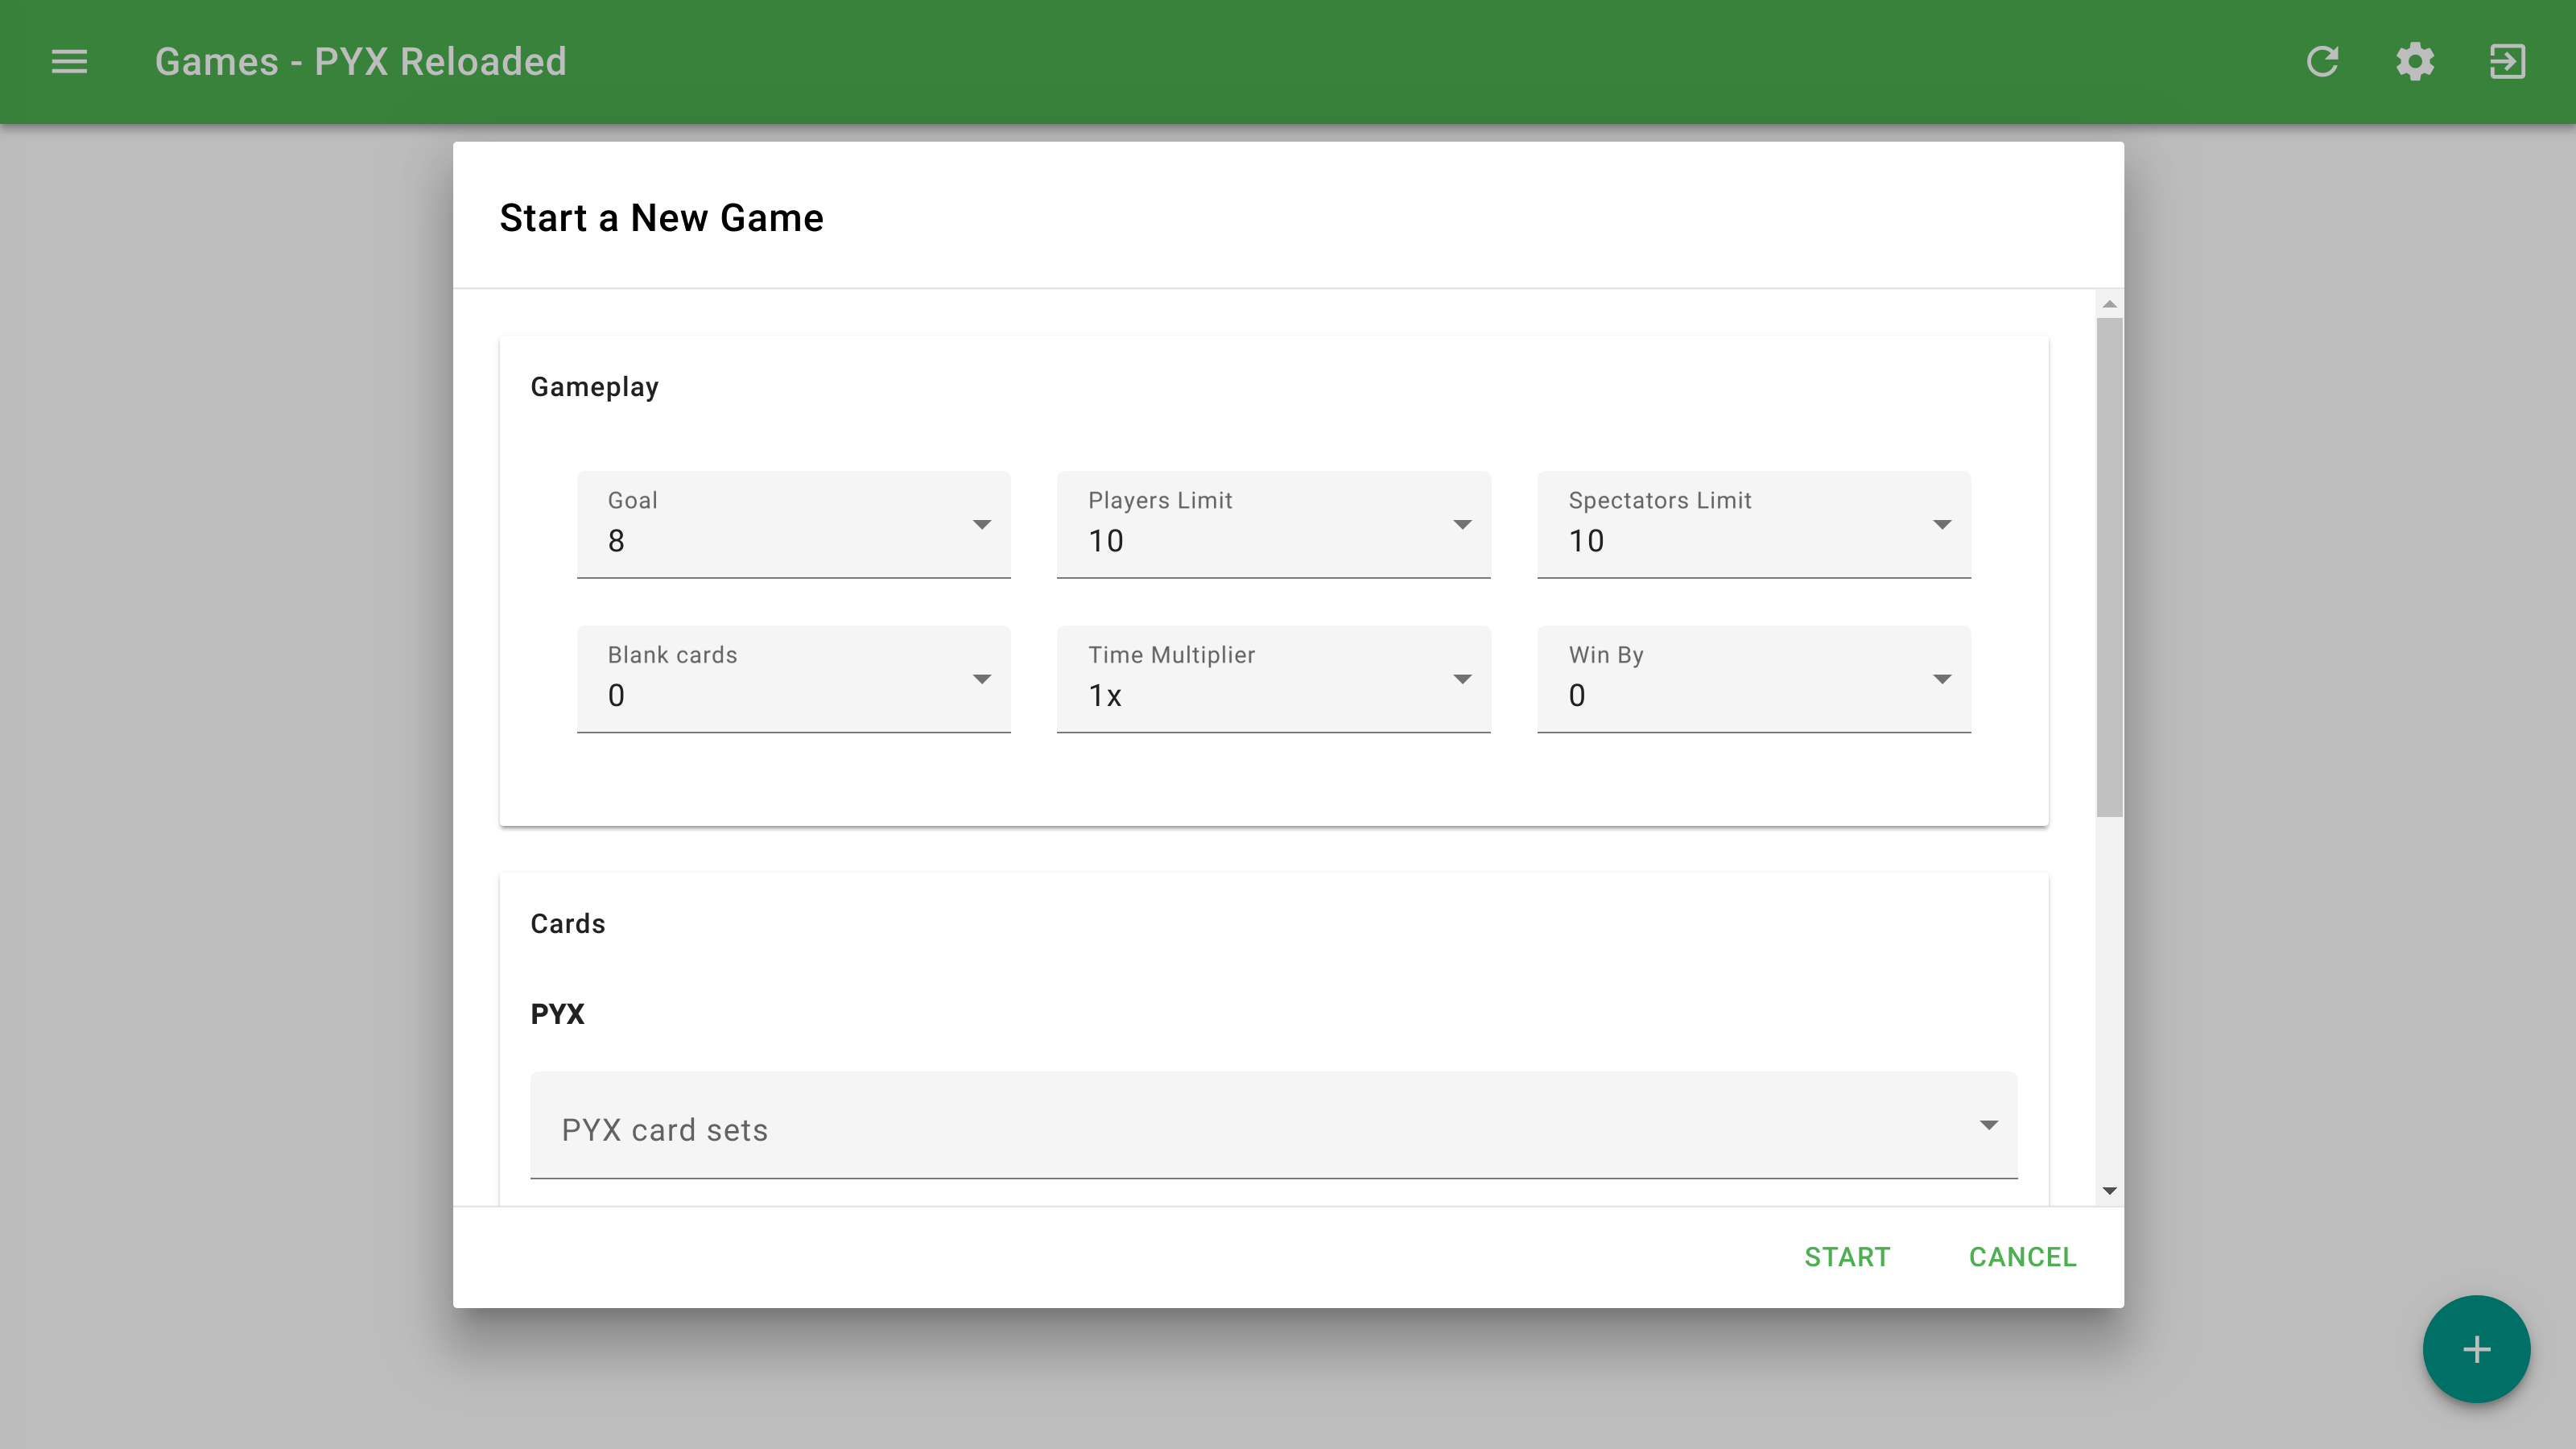 Games - PYX Reloaded
Start a New Game
Gameplay
Goal
8
Players Limit
10
Spectators Limit
10
Blank cards
0
Time Multiplier
1x
Win By
0
Cards
PYX
PYX card sets
START
CANCEL